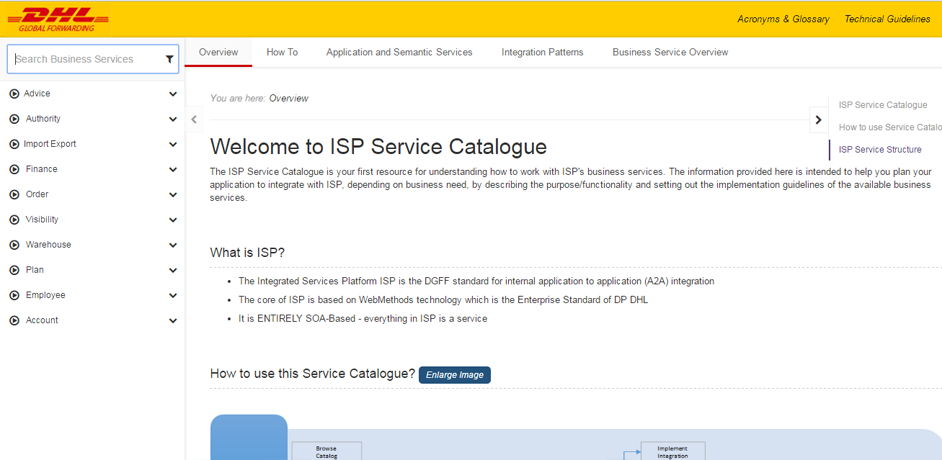 DHL
GLOBAL FORWARDING
Acronyms & Glossary Technical Guidelines
Search Business Services
Overview How To Application and Semantic Services Integration Patterns Business Service Overview
Advice
Authority
Import Export
Finance
Order
Visibility
Warehouse
Plan
Employee
Account
You are here: Overview
ISP Service Catalogue
How to use Service Catalo
ISP Service Structure
Welcome to ISP Service Catalogue
The ISP Service Catalogue is your first resource for understanding how to work with ISP's business services. The information provided here is intended to help you plan your
application to integrate with ISP, depending on business need, by describing the purpose/functionality and setting out the implementation guidelines of the available business
services.
What is ISP?
• The Integrated Services Platform ISP is the DGFF standard for internal application to application (A2A) integration
• The core of ISP is based on WebMethods technology which is the Enterprise Standard of DP DHL
• It is ENTIRELY SOA-Based - everything in ISP is a service
How to use this Service Catalogue? Enlarge Image
Browse
Catalog
Implement
Integration